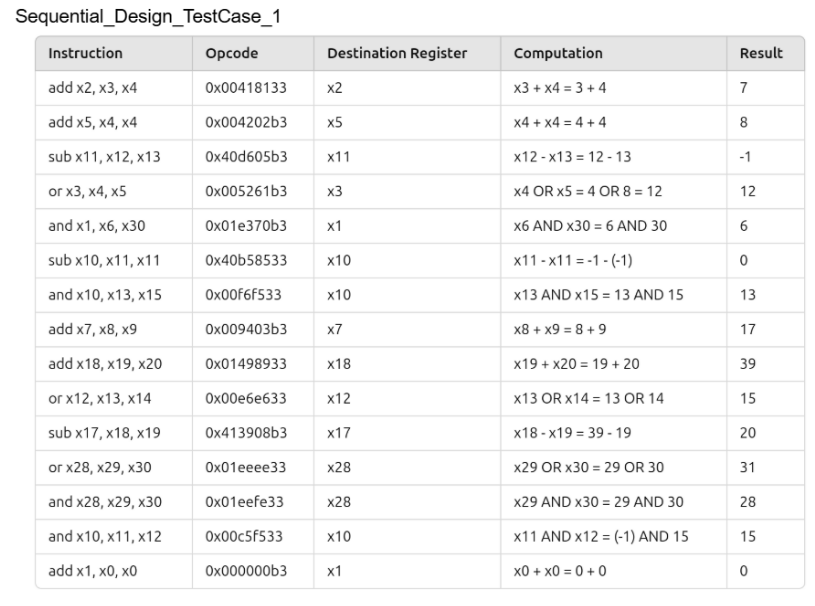 Sequential_Design_TestCase_1
Instruction Opcode Destination Register Computation Result
add x2, x3, x4 0x00418133 x2 x3 + x4 = 3 + 4 7
add x5, x4, x4 0x004202b3 x5 x4 + x4 = 4 + 4 8
sub x11, x12, x13 0x40d605b3 x11 x12 - x13 = 12 - 13 -1
or x3, x4, x5 0x005261b3 x3 x4 OR x5 = 4 OR 8 = 12 12
and x1, x6, x30 0x01e370b3 x1 x6 AND x30 = 6 AND 30 6
sub x10, x11, x11 0x40b58533 x10 x11 - x11 = -1 - (-1) 0
and x10, x13, x15 0x00f6f533 x10 x13 AND x15 = 13 AND 15 13
add x7, x8, x9 0x009403b3 x7 x8 + x9 = 8 + 9 17
add x18, x19, x20 0x01498933 x18 x19 + x20 = 19 + 20 39
or x12, x13, x14 0x00e6e633 x12 x13 OR x14 = 13 OR 14 15
sub x17, x18, x19 0x413908b3 x17 x18 - x19 = 39 - 19 20
or x28, x29, x30 0x01eeee33 x28 x29 OR x30 = 29 OR 30 31
and x28, x29, x30 0x01eefe33 x28 x29 AND x30 = 29 AND 30 28
and x10, x11, x12 0x00c5f533 x10 x11 AND x12 = (-1) AND 15 15
add x1, x0, x0 0x000000b3 x1 x0 + x0 = 0 + 0 0